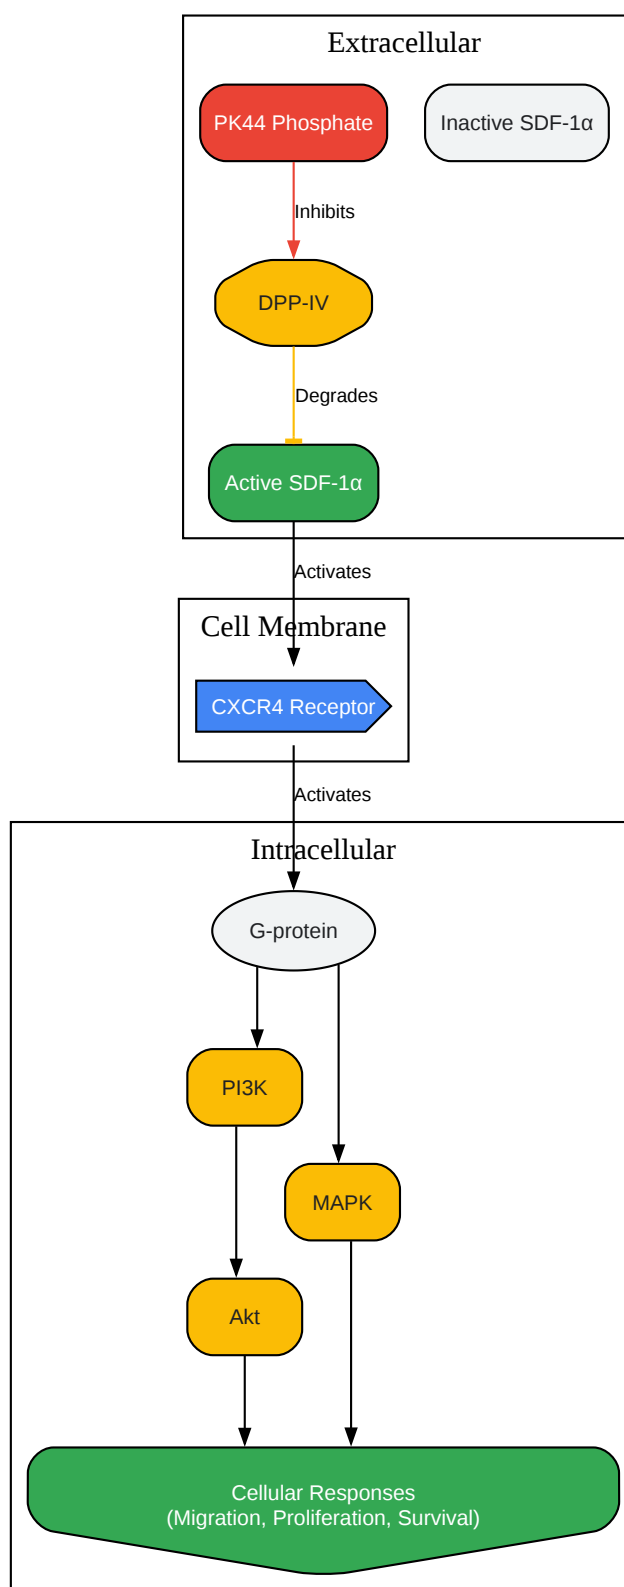 Extracellular
PK44 Phosphate
Inactive SDF-1α
Inhibits
DPP-IV
Degrades
Active SDF-1α
Activates
Cell Membrane
CXCR4 Receptor
Activates
Intracellular
G-protein
PI3K
MAPK
Akt
Cellular Responses
(Migration, Proliferation, Survival)